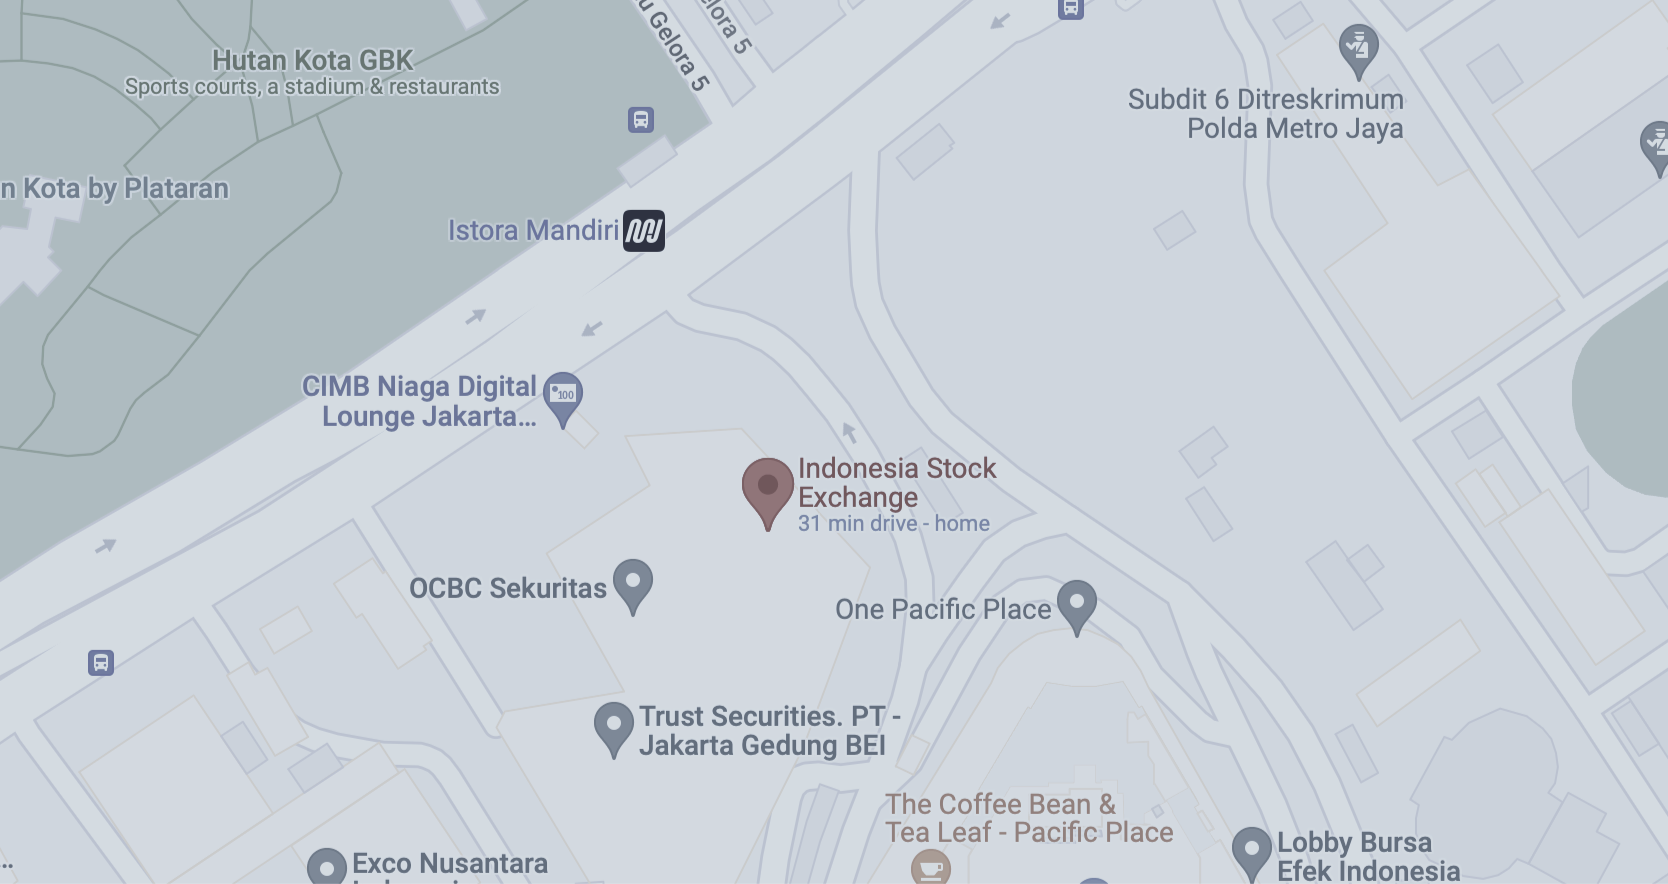 u Gelora 5
elora 5
Hutan Kota GBK
Sports courts, a stadium & restaurants
Subdit 6 Ditreskrimum
Polda Metro Jaya
n Kota by Plataran
Istora Mandiri
CIMB Niaga Digital
Lounge Jakarta...
100
Indonesia Stock
Exchange
31 min drive - home
OCBC Sekuritas
One Pacific Place
Trust Securities. PT -
Jakarta Gedung BEI
The Coffee Bean &
Tea Leaf - Pacific Place
Lobby Bursa
Efek Indonesia
Exco Nusantara
...